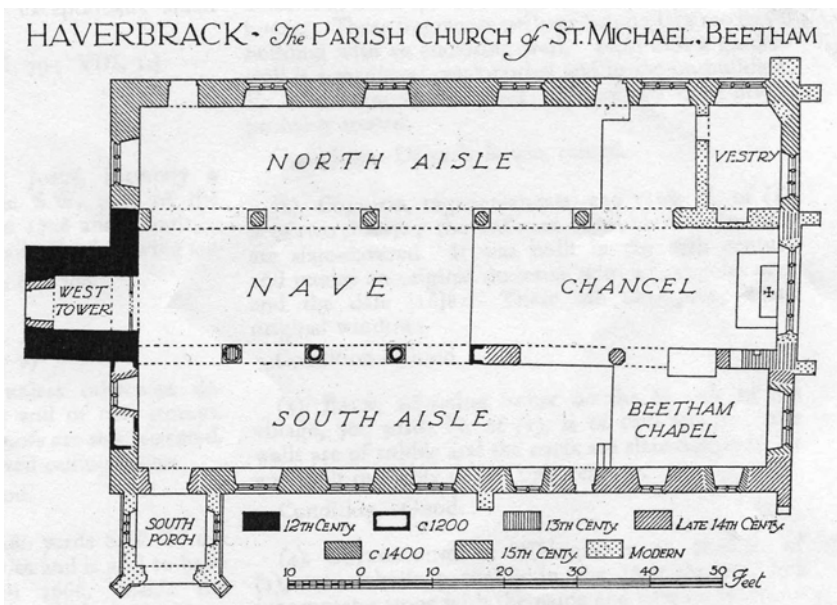 HAVERBRACK - The PARISH CHURCH of ST. MICHAEL, BEETHAM
NORTH AISLE
VESTRY
WEST TOWER
NAVE
CHANCEL
SOUTH AISLE
BEETHAM CHAPEL
SOUTH PORCH
12TH CENTY. c1200 13TH CENTY. LATE 14TH CENTY.
c1400 15TH CENTY. MODERN
10 0 10 20 30 40 50 Feet